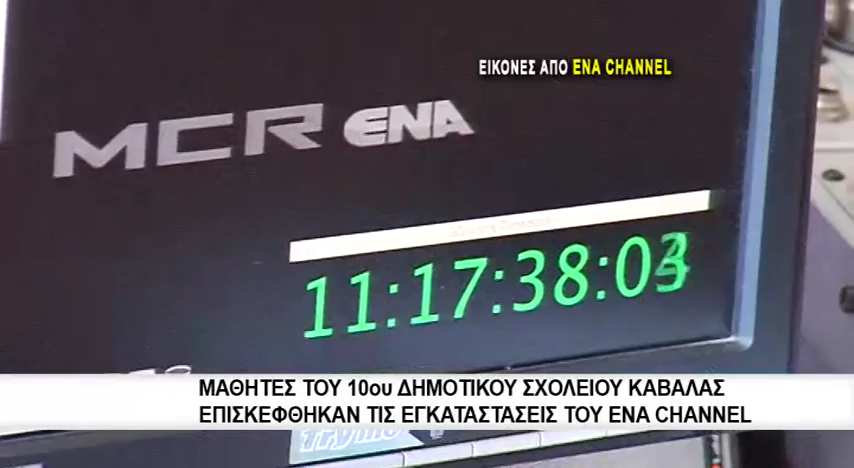 ΕΙΚΟΝΕΣ ΑΠΟ ENA CHANNEL
MCR ENA
11:17:38:03
ΜΑΘΗΤΕΣ ΤΟΥ 10ου ΔΗΜΟΤΙΚΟΥ ΣΧΟΛΕΙΟΥ ΚΑΒΑΛΑΣ
ΕΠΙΣΚΕΦΘΗΚΑΝ ΤΙΣ ΕΓΚΑΤΑΣΤΑΣΕΙΣ ΤΟΥ ENA CHANNEL